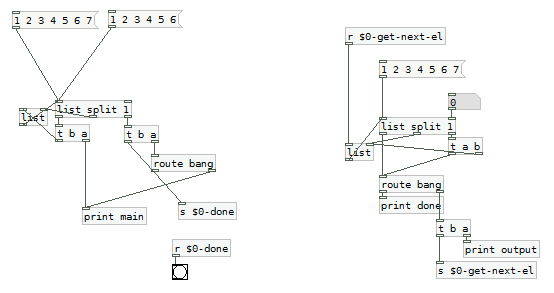 1 2 3 4 5 6 7
1 2 3 4 5 6
list split 1
list
t b a
t b a
route bang
print main
s $0-done
r $0-done
r $0-get-next-el
1 2 3 4 5 6 7
0
list split 1
t a b
list
route bang
print done
t b a
print output
s $0-get-next-el